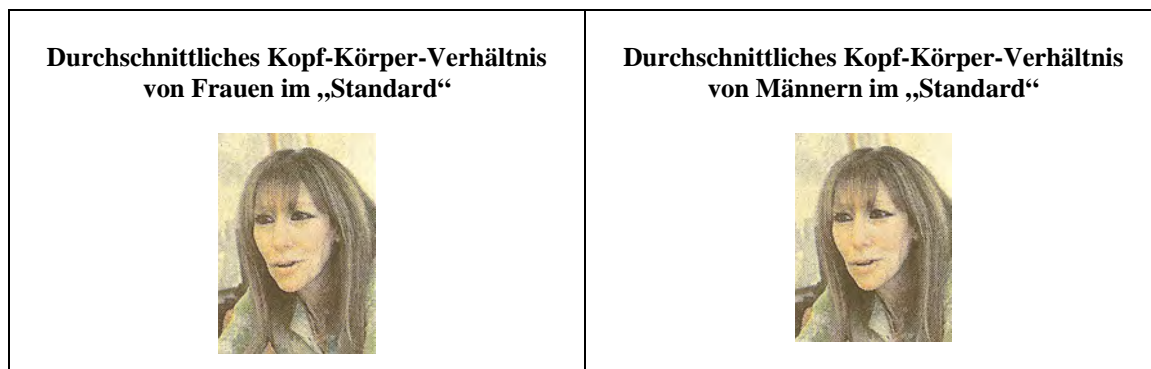 Durchschnittliches Kopf-Körper-Verhältnis
von Frauen im „Standard“
Durchschnittliches Kopf-Körper-Verhältnis
von Männern im „Standard“